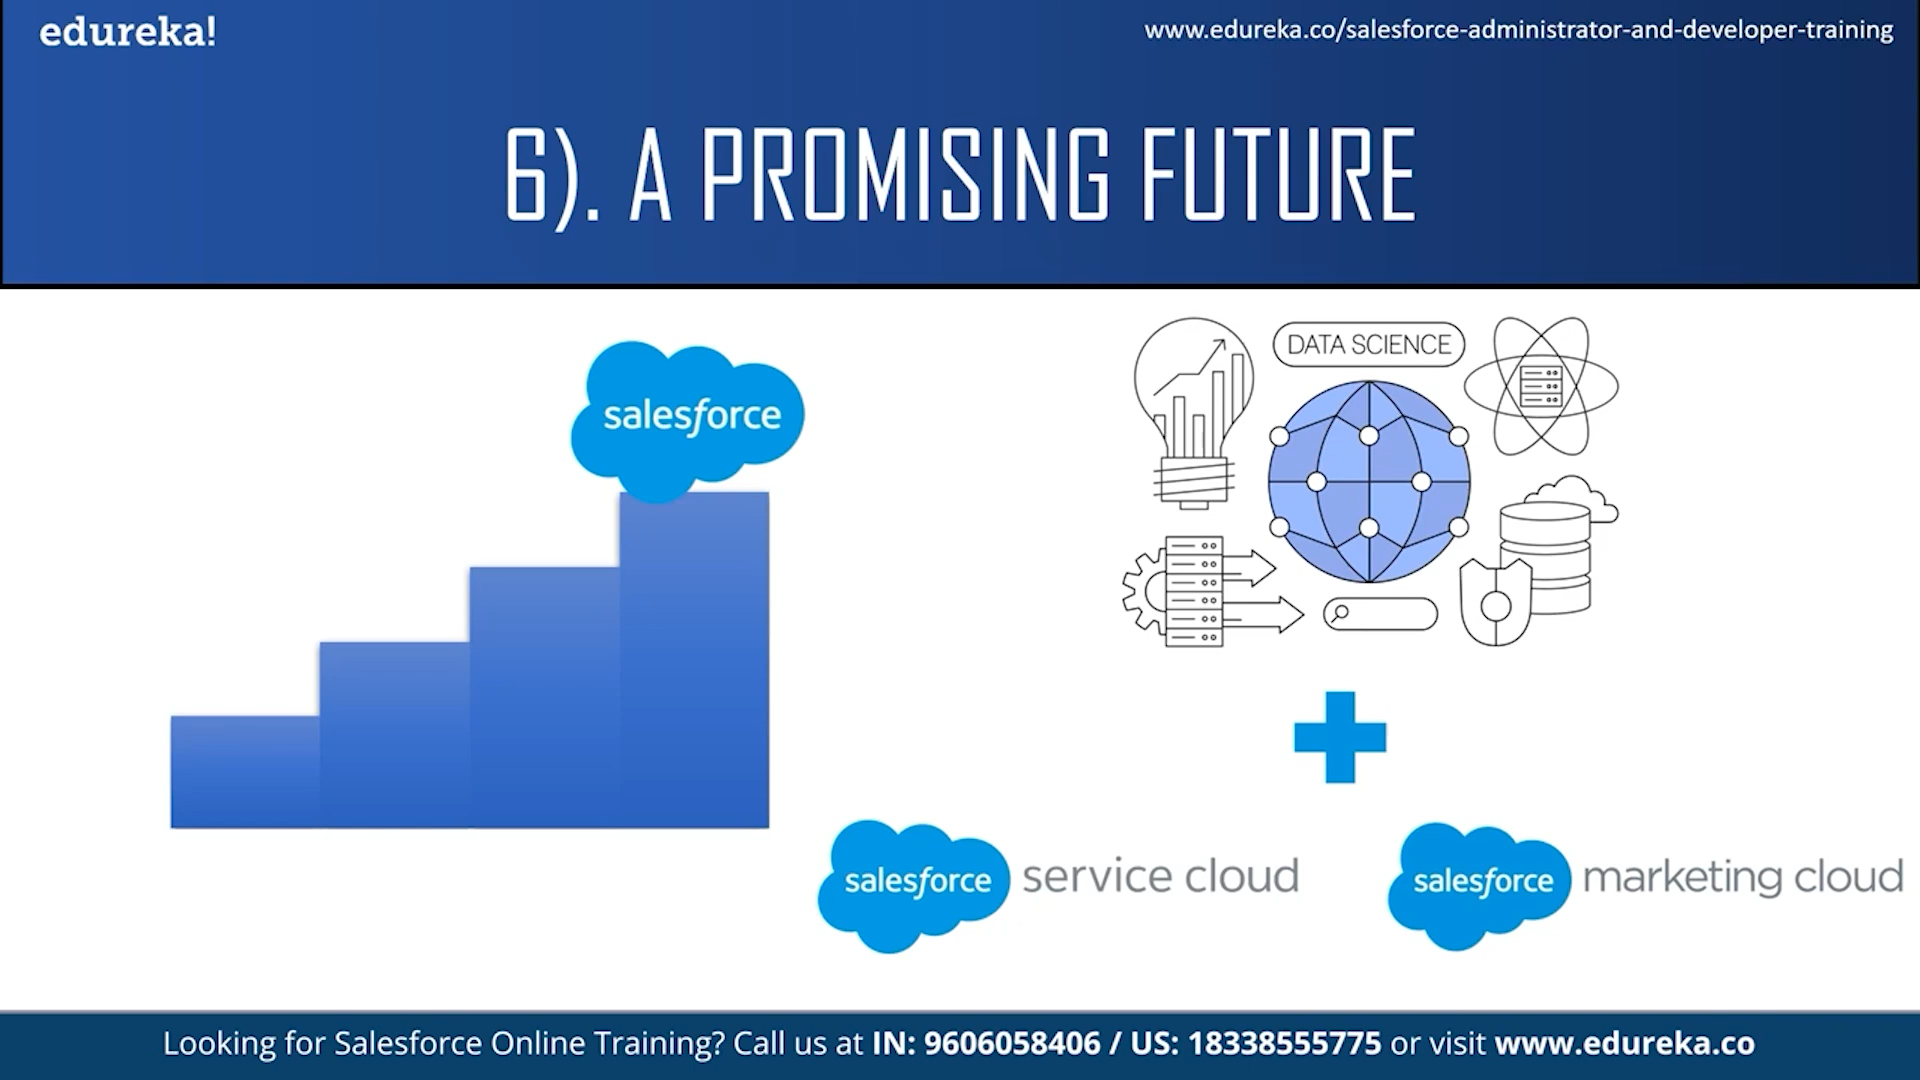 edureka!
www.edureka.co/salesforce-administrator-and-developer-training
6). A PROMISING FUTURE
salesforce
DATA SCIENCE
salesforce service cloud
salesforce marketing cloud
Looking for Salesforce Online Training? Call us at IN: 9606058406 / US: 18338555775 or visit www.edureka.co